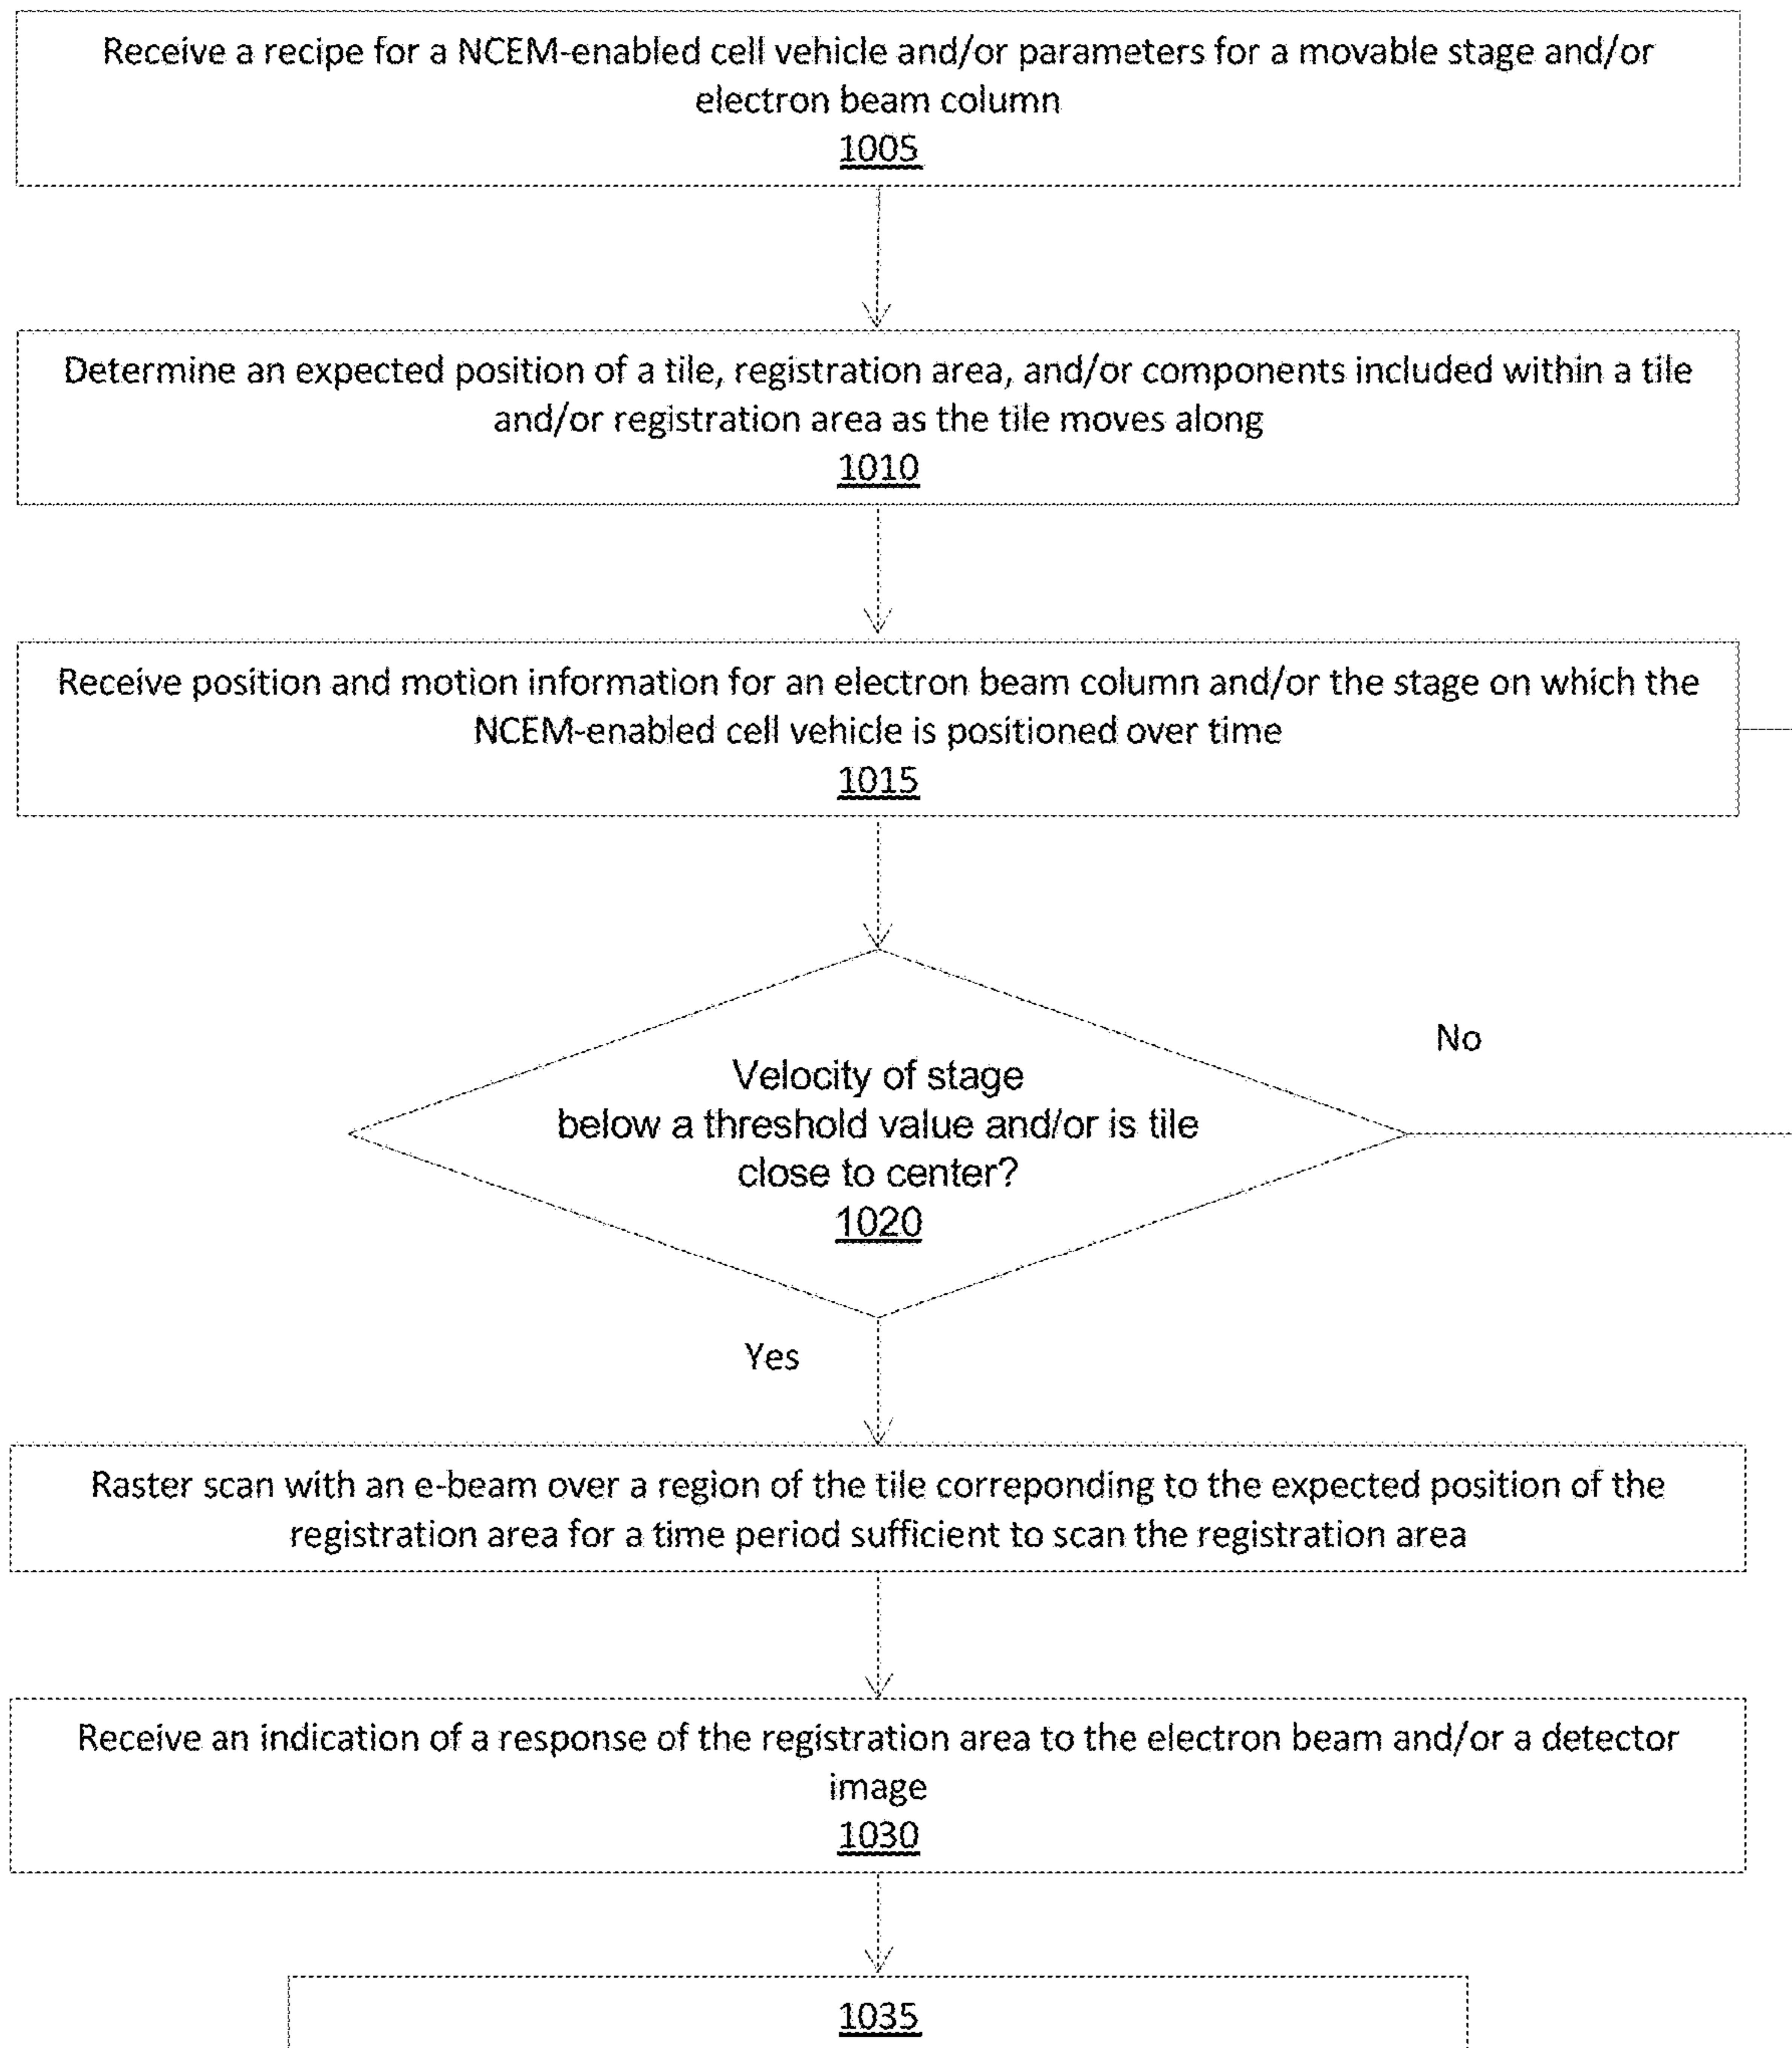 Receive a recipe for a NCEM-enabled cell vehicle and/or parameters for a movable stage and/or
electron beam column
1005
Determine an expected position of a tile, registration area, and/or components included within a tile
and/or registration area as the tile moves along
1010
Receive position and motion information for an electron beam column and/or the stage on which the
NCEM-enabled cell vehicle is positioned over time
1015
No
Velocity of stage
below a threshold value and/or is tile
close to center?
1020
Yes
Raster scan with an e-beam over a region of the tile correponding to the expected position of the
registration area for a time period sufficient to scan the registration area
Receive an indication of a response of the registration area to the electron beam and/or a detector
image
1030
1035